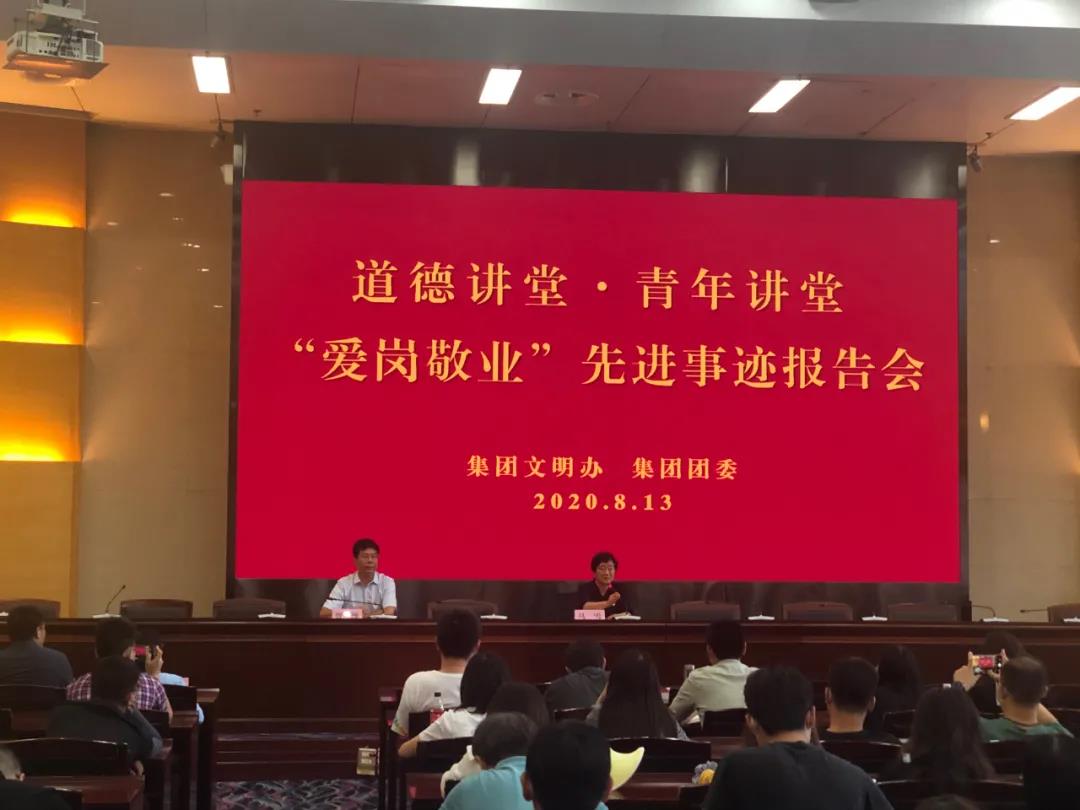 道德讲堂·青年讲堂
“爱岗敬业”先进事迹报告会
集团文明办 集团团委
2020.8.13